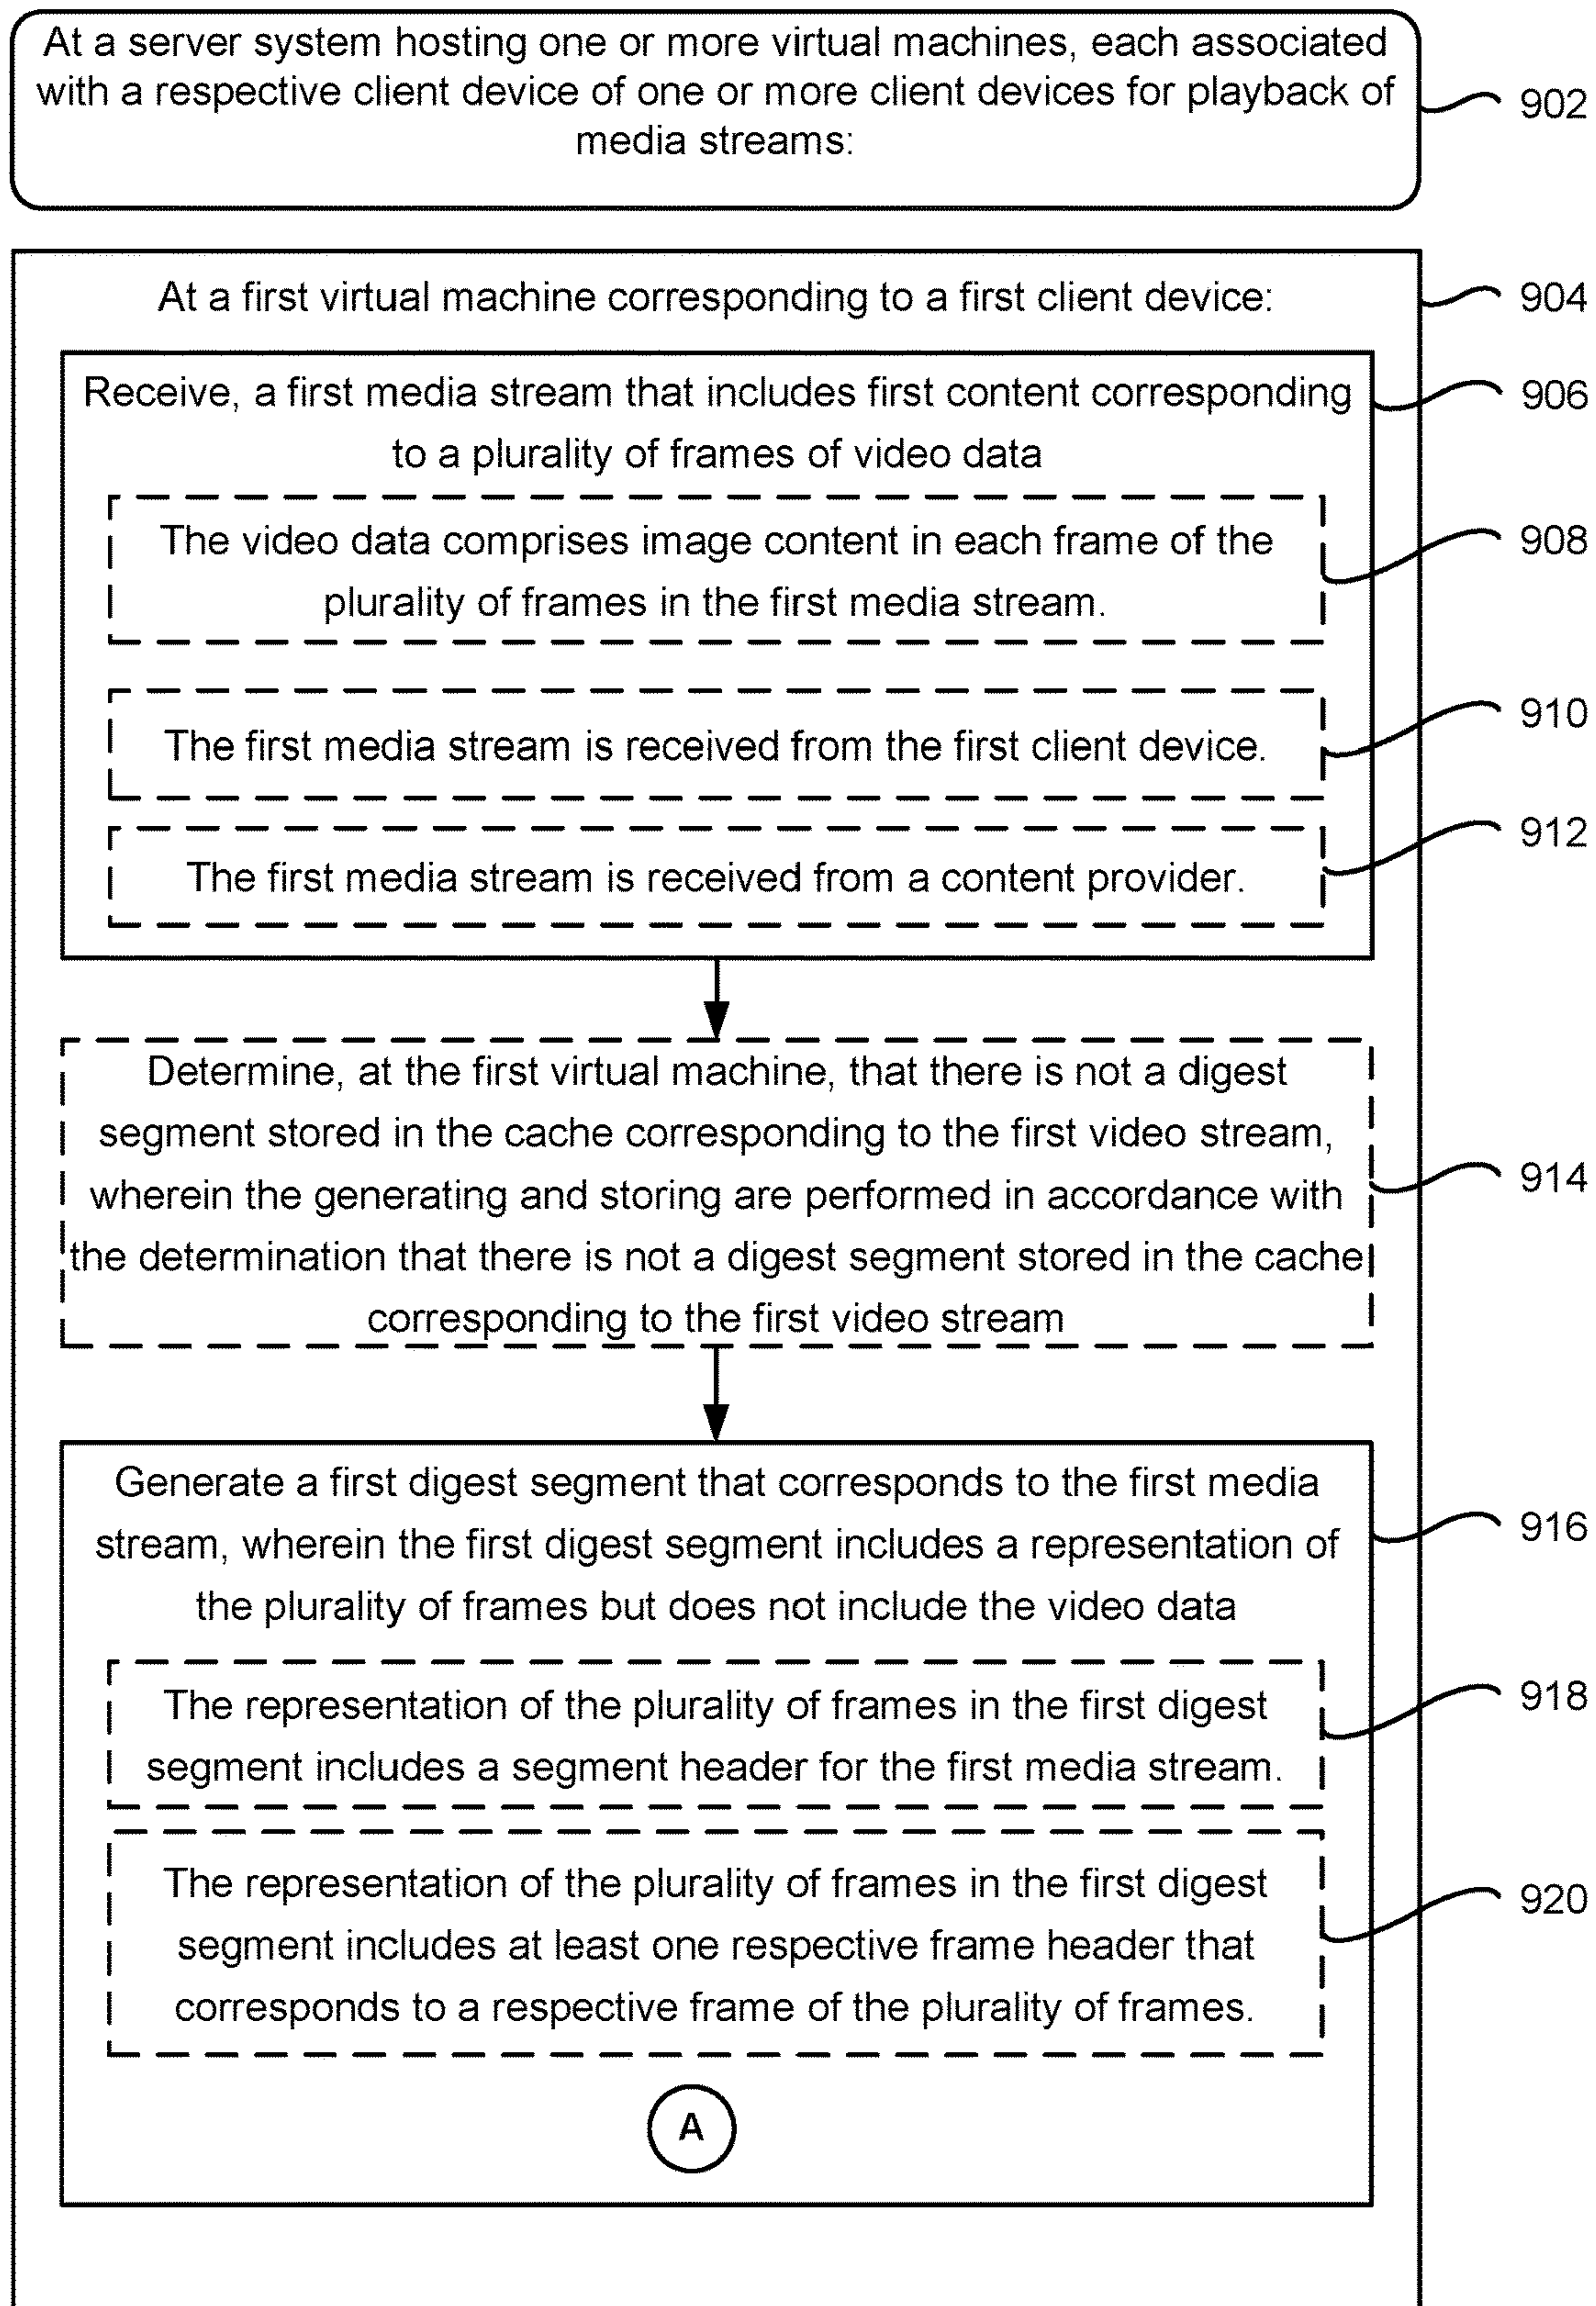 At a server system hosting one or more virtual machines, each associated
with a respective client device of one or more client devices for playback of
media streams:
902
At a first virtual machine corresponding to a first client device:
904
Receive, a first media stream that includes first content corresponding
to a plurality of frames of video data
906
The video data comprises image content in each frame of the
plurality of frames in the first media stream.
908
The first media stream is received from the first client device.
910
The first media stream is received from a content provider.
912
Determine, at the first virtual machine, that there is not a digest
segment stored in the cache corresponding to the first video stream,
wherein the generating and storing are performed in accordance with
the determination that there is not a digest segment stored in the cache
corresponding to the first video stream
914
Generate a first digest segment that corresponds to the first media
stream, wherein the first digest segment includes a representation of
the plurality of frames but does not include the video data
916
The representation of the plurality of frames in the first digest
segment includes a segment header for the first media stream.
918
The representation of the plurality of frames in the first digest
segment includes at least one respective frame header that
corresponds to a respective frame of the plurality of frames.
920
A